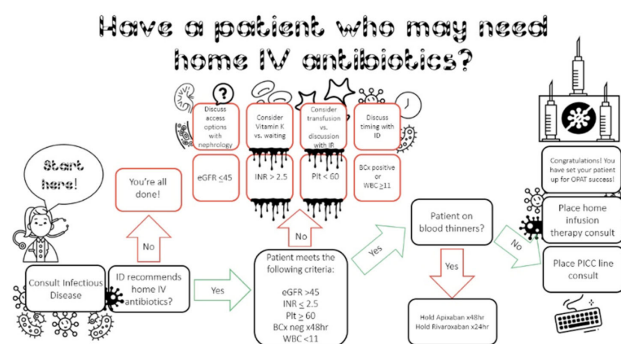 Have a patient who may need
home IV antibiotics?
Discuss
access
options
with
nephrology
Consider
Vitamin K
vs. waiting
Consider
transfusion
vs.
discussion
with IR
Discuss
timing with
ID
eGFR <45
INR > 2.5
Plt < 60
BCx positive
or
WBC ≥11
Start
here!
You're all
done!
No
Consult Infectious
Disease
ID recommends
home IV
antibiotics?
Yes
No
Patient meets the
following criteria:
eGFR >45
INR ≤ 2.5
Plt ≥ 60
BCx neg x48hr
WBC <11
Yes
Patient on
blood thinners?
Yes
Hold Apixaban x48hr
Hold Rivaroxaban x24hr
No
Congratulations! You
have set your patient
up for OPAT success!
Place home
infusion
therapy consult
Place PICC line
consult